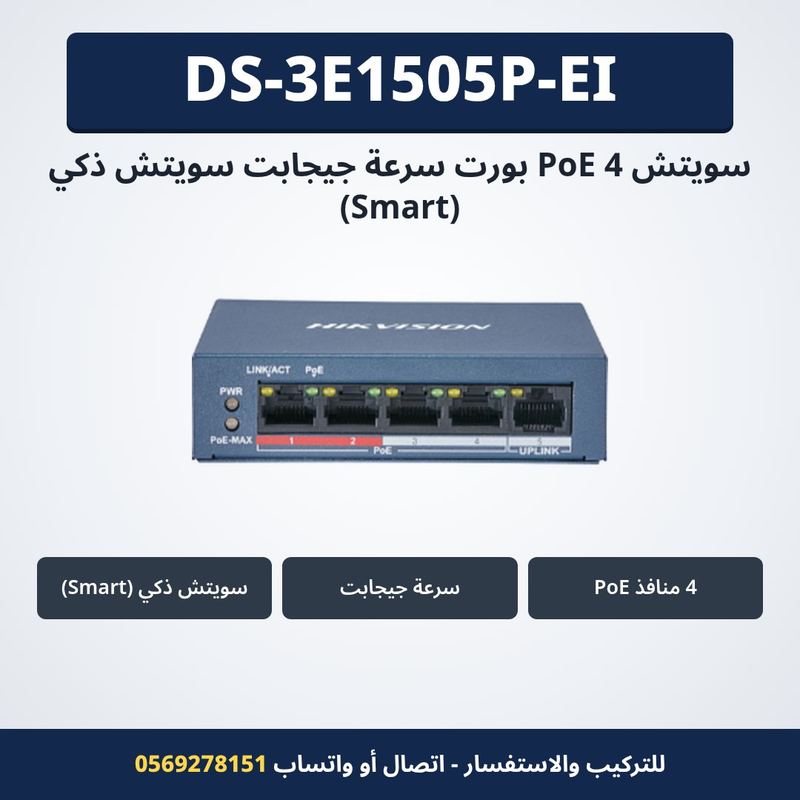 DS-3E1505P-EI
سويتش PoE 4 بورت سرعة جيجابت سويتش ذكي
(Smart)
HIKVISION
LINK/ACT PoE
PWR
PoE-MAX
1 2 3 4 5
PoE UPLINK
4 منافذ PoE
سرعة جيجابت
سويتش ذكي (Smart)
للتركيب والاستفسار - اتصال أو واتساب 0569278151